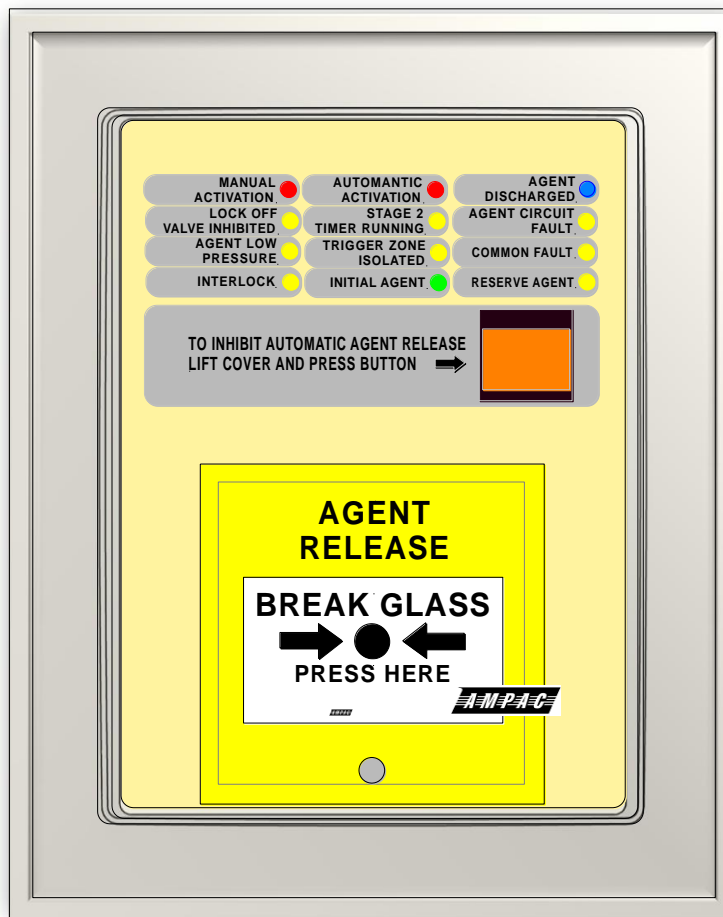 MANUAL
ACTIVATION
AUTOMANTIC
ACTIVATION
AGENT
DISCHARGED
LOCK OFF
VALVE INHIBITED
STAGE 2
TIMER RUNNING
AGENT CIRCUIT
FAULT
AGENT LOW
PRESSURE
TRIGGER ZONE
ISOLATED
COMMON FAULT
INTERLOCK
INITIAL AGENT
RESERVE AGENT
TO INHIBIT AUTOMATIC AGENT RELEASE
LIFT COVER AND PRESS BUTTON
AGENT
RELEASE
BREAK GLASS
PRESS HERE
AMPAC
AMPAC